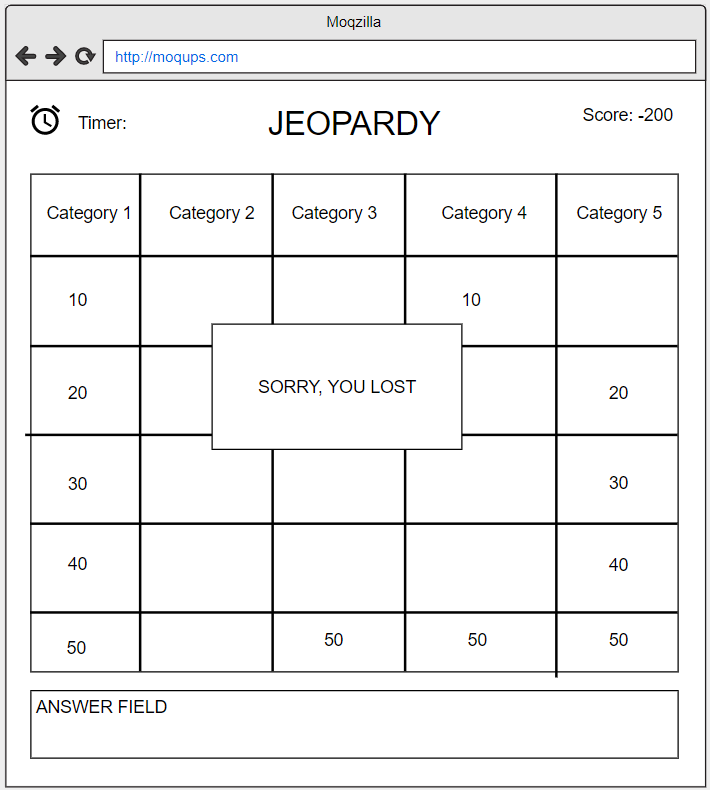 Moqzilla
http://moqups.com
Timer:
JEOPARDY
Score: -200
Category 1 Category 2 Category 3 Category 4 Category 5
10 10
SORRY, YOU LOST
20 20
30 30
40 40
50 50 50 50
ANSWER FIELD